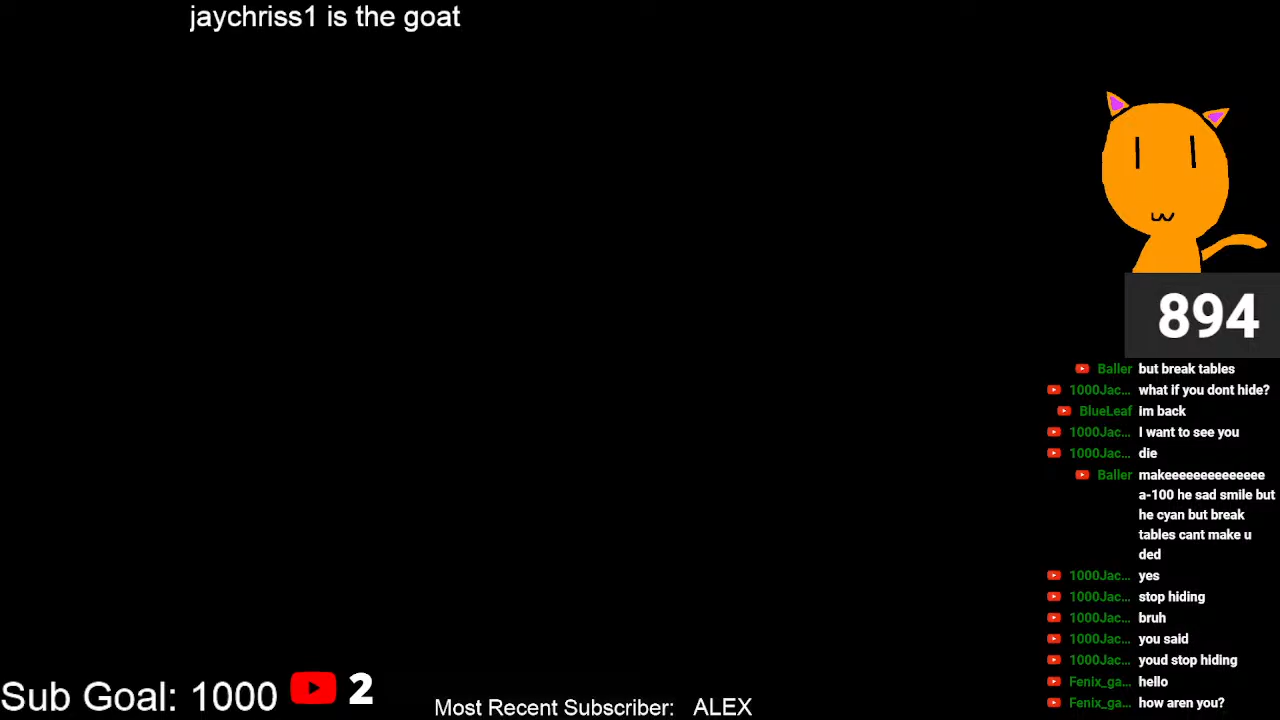 jaychriss1 is the goat
894
Baller but break tables
1000Jac... what if you dont hide?
BlueLeaf im back
1000Jac... I want to see you
1000Jac... die
Baller makeeeeeeeeeeeeee
a-100 he sad smile but
he cyan but break
tables cant make u
ded
1000Jac... yes
1000Jac... stop hiding
1000Jac... bruh
1000Jac... you said
1000Jac... youd stop hiding
Fenix_ga... hello
Fenix_ga... how aren you?
Sub Goal: 1000 2
Most Recent Subscriber: ALEX